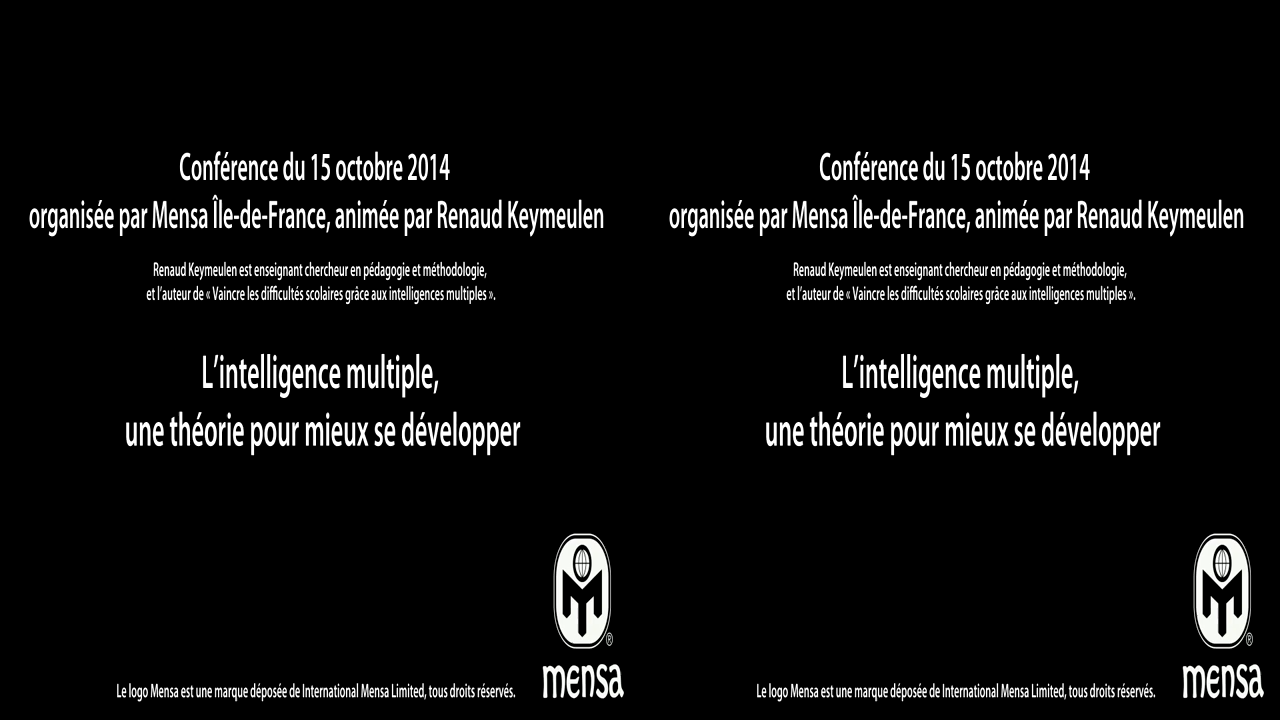 Conférence du 15 octobre 2014
organisée par Mensa Île-de-France, animée par Renaud Keymeulen
Renaud Keymeulen est enseignant chercheur en pédagogie et méthodologie,
et l'auteur de « Vaincre les difficultés scolaires grâce aux intelligences multiples ».
L'intelligence multiple,
une théorie pour mieux se développer
®
mensa
Le logo Mensa est une marque déposée de International Mensa Limited, tous droits réservés.
Conférence du 15 octobre 2014
organisée par Mensa Île-de-France, animée par Renaud Keymeulen
Renaud Keymeulen est enseignant chercheur en pédagogie et méthodologie,
et l'auteur de « Vaincre les difficultés scolaires grâce aux intelligences multiples ».
L'intelligence multiple,
une théorie pour mieux se développer
®
mensa
Le logo Mensa est une marque déposée de International Mensa Limited, tous droits réservés.